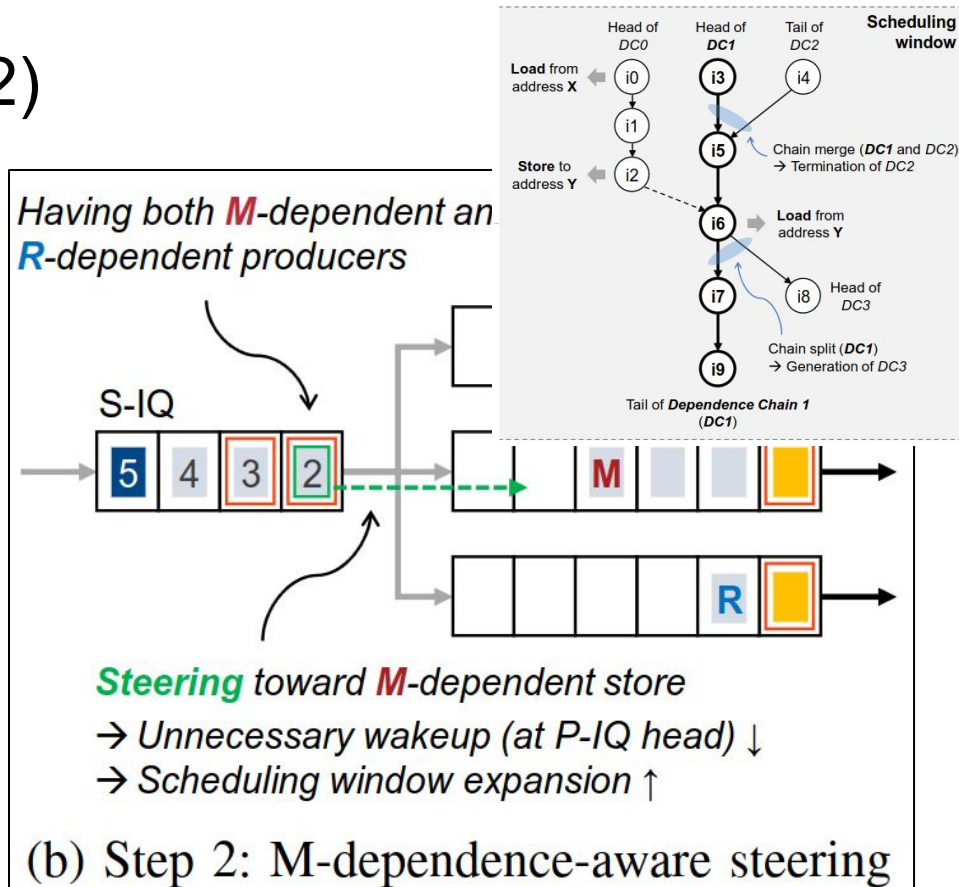 2)
Scheduling
window
Head of
DC0
Head of
DC1
Tail of
DC2
Load from
address X
i0
i3
i4
i1
i5
Chain merge (DC1 and DC2)
→ Termination of DC2
Store to
address Y
i2
i6
Load from
address Y
i7
i8
Head of
DC3
Chain split (DC1)
→ Generation of DC3
i9
Tail of Dependence Chain 1
(DC1)
Having both M-dependent
R-dependent producers
S-IQ
5 4 3 2
M
R
Steering toward M-dependent store
→ Unnecessary wakeup (at P-IQ head) ↓
→ Scheduling window expansion ↑
(b) Step 2: M-dependence-aware steering